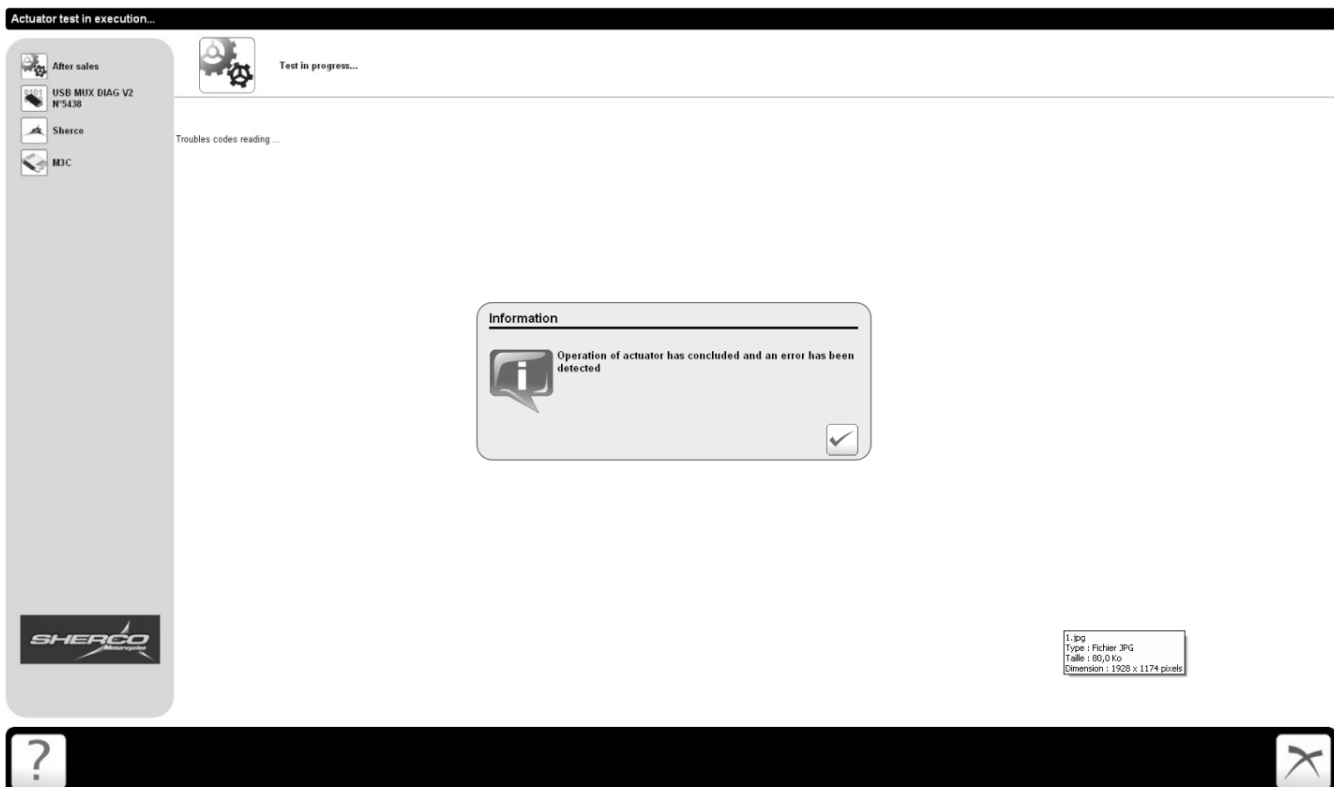 Actuator test in execution...
After sales
USB MUX DIAG V2
N°5438
Sherco
M3C
Test in progress...
Troubles codes reading ...
Information
Operation of actuator has concluded and an error has been
detected
SHERCO
Motorcycles
1.jpg
Type : Fichier JPG
Taille : 80,0 Ko
Dimension : 1928 x 1174 pixels